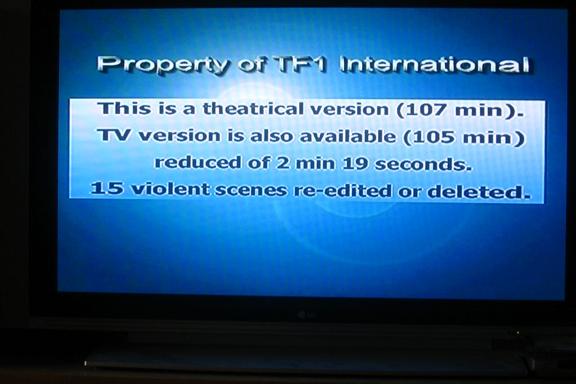 Property of TF1 International
This is a theatrical version (107 min).
TV version is also available (105 min)
reduced of 2 min 19 seconds.
15 violent scenes re-edited or deleted.
LG